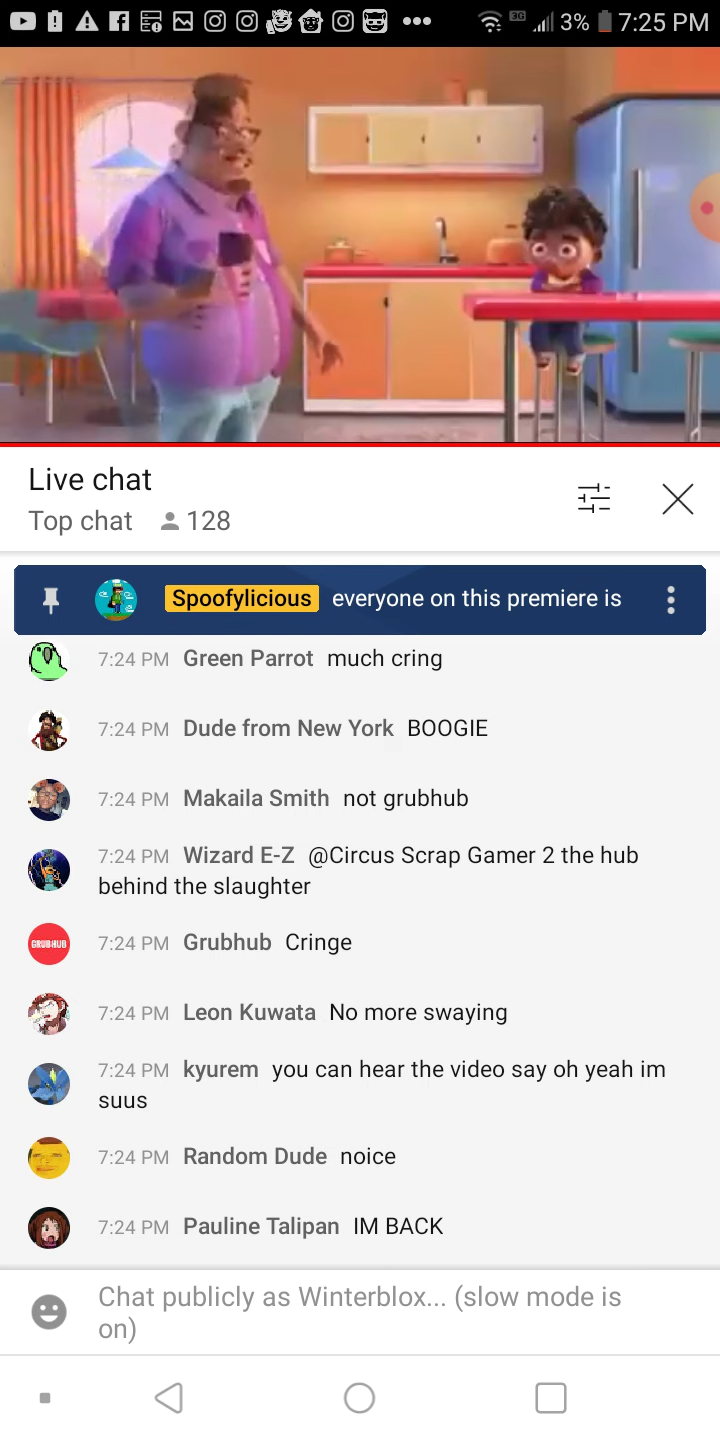 3G 3% 7:25 PM
Live chat
Top chat 128
Spoofylicious everyone on this premiere is
7:24 PM Green Parrot much cring
7:24 PM Dude from New York BOOGIE
7:24 PM Makaila Smith not grubhub
7:24 PM Wizard E-Z @Circus Scrap Gamer 2 the hub
behind the slaughter
GRUBHUB 7:24 PM Grubhub Cringe
7:24 PM Leon Kuwata No more swaying
7:24 PM kyurem you can hear the video say oh yeah im
suus
7:24 PM Random Dude noice
7:24 PM Pauline Talipan IM BACK
Chat publicly as Winterblox... (slow mode is
on)